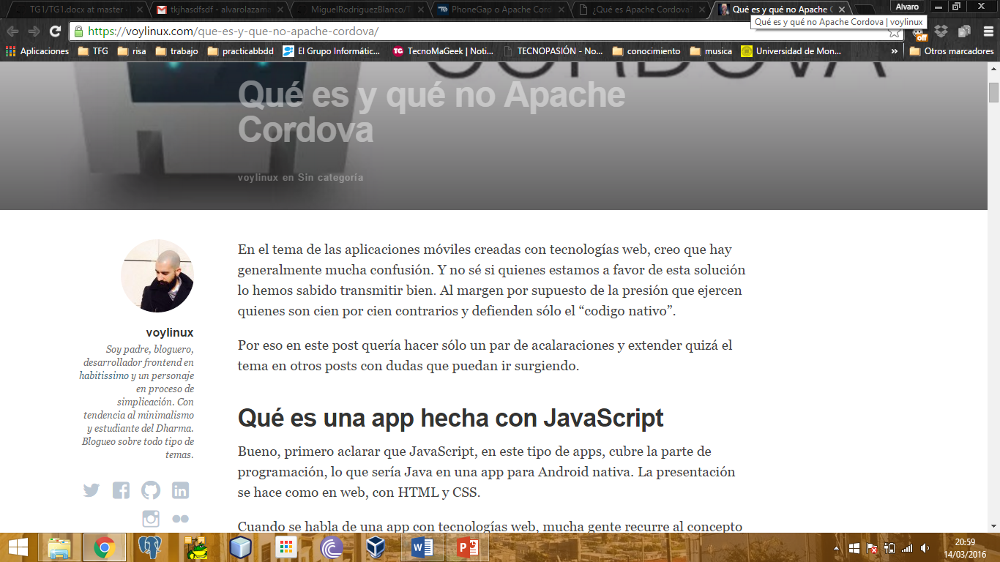 TG1/TG1.docx at master
tkjhasdfsdf - alvarolazama
MiguelRodriguezBlanco/T
PhoneGap o Apache Cord
¿Qué es Apache Cordova
Qué es y qué no Apache C
Alvaro
https://voylinux.com/que-es-y-que-no-apache-cordova/
Qué es y qué no Apache Cordova | voylinux
off
Aplicaciones TFG risa trabajo practicabbdd El Grupo Informátic... TG TecnoMaGeek | Noti... TECNOPASIÓN - No... conocimiento musica Universidad de Mon... » Otros marcadores
CORDOVA
Qué es y qué no Apache
Cordova
voylinux en Sin categoría
En el tema de las aplicaciones móviles creadas con tecnologías web, creo que hay
generalmente mucha confusión. Y no sé si quienes estamos a favor de esta solución
lo hemos sabido transmitir bien. Al margen por supuesto de la presión que ejercen
quienes son cien por cien contrarios y defienden sólo el “codigo nativo”.
Por eso en este post quería hacer sólo un par de acalaraciones y extender quizá el
tema en otros posts con dudas que puedan ir surgiendo.
voylinux
Soy padre, bloguero,
desarrollador frontend en
habitissimo y un personaje
en proceso de
simplicación. Con
tendencia al minimalismo
y estudiante del Dharma.
Blogueo sobre todo tipo de
temas.
Qué es una app hecha con JavaScript
Bueno, primero aclarar que JavaScript, en este tipo de apps, cubre la parte de
programación, lo que sería Java en una app para Android nativa. La presentación
se hace como en web, con HTML y CSS.
Cuando se habla de una app con tecnologías web, mucha gente recurre al concepto
20:59
14/03/2016